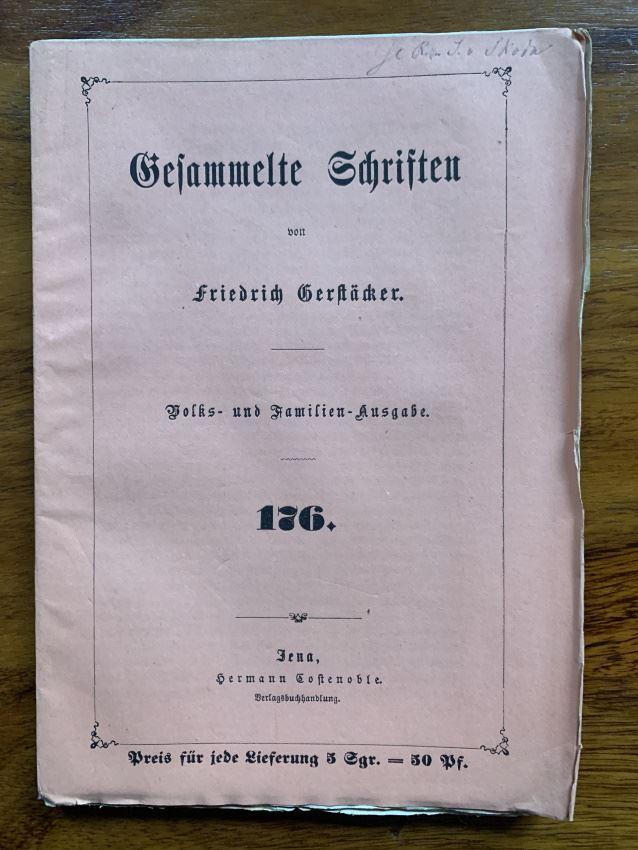 Gesammelte Schriften
von
Friedrich Gerstäcker.
Volks- und Familien-Ausgabe.
176.
Jena,
Hermann Costenoble.
Verlagsbuchhandlung.
Preis für jede Lieferung 5 Sgr. = 50 Pf.